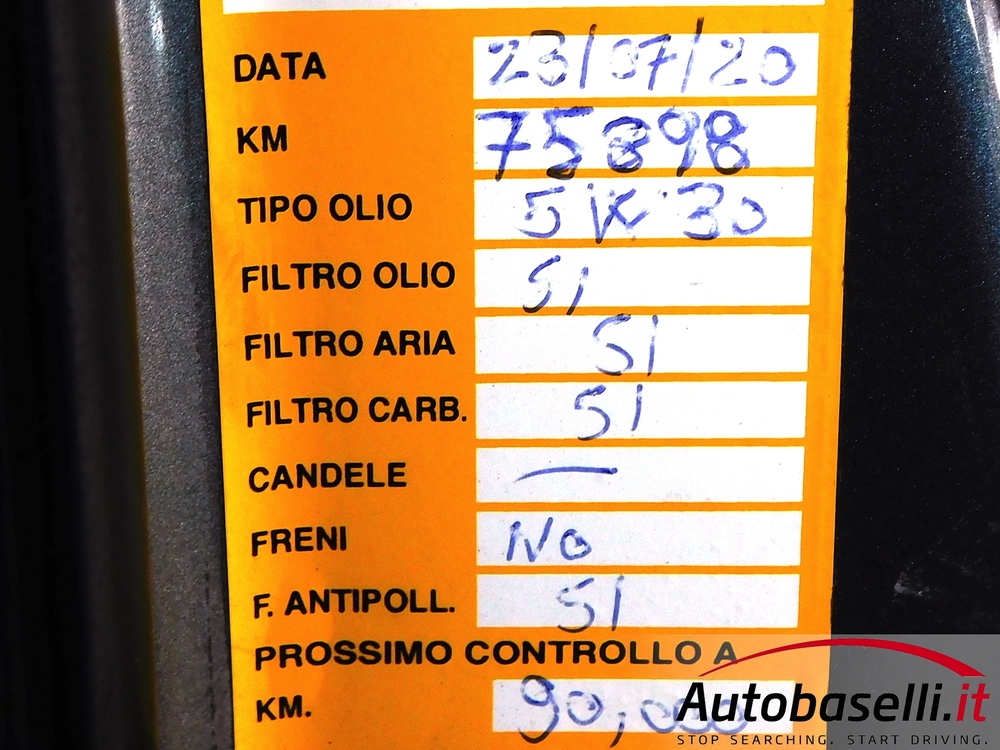 DATA 23/07/20
KM 75898
TIPO OLIO 5W30
FILTRO OLIO SI
FILTRO ARIA SI
FILTRO CARB. SI
CANDELE —
FRENI NO
F. ANTIPOLL. SI
PROSSIMO CONTROLLO A
KM. 90,000
Autobaselli.it
STOP SEARCHING. START DRIVING.